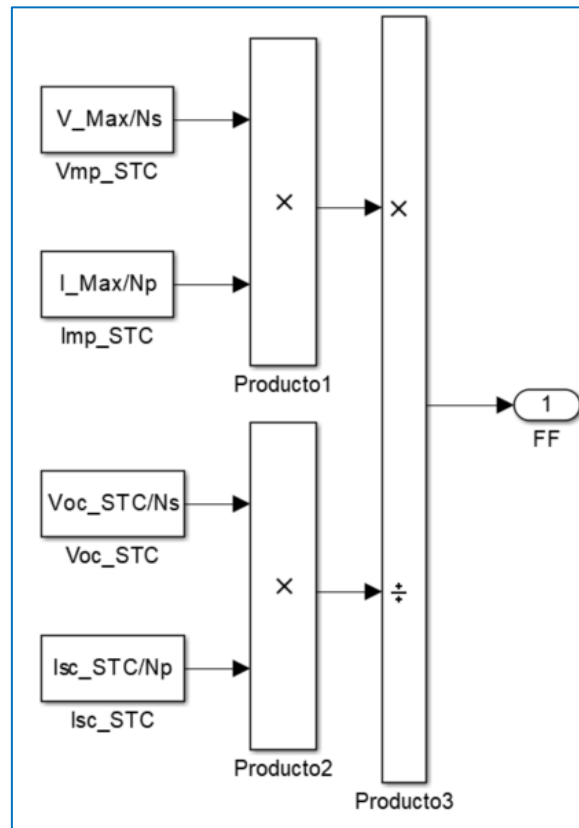 V_Max/Ns
Vmp_STC
I_Max/Np
Imp_STC
×
Producto1
Voc_STC/Ns
Voc_STC
Isc_STC/Np
Isc_STC
×
Producto2
×
÷
Producto3
1
FF